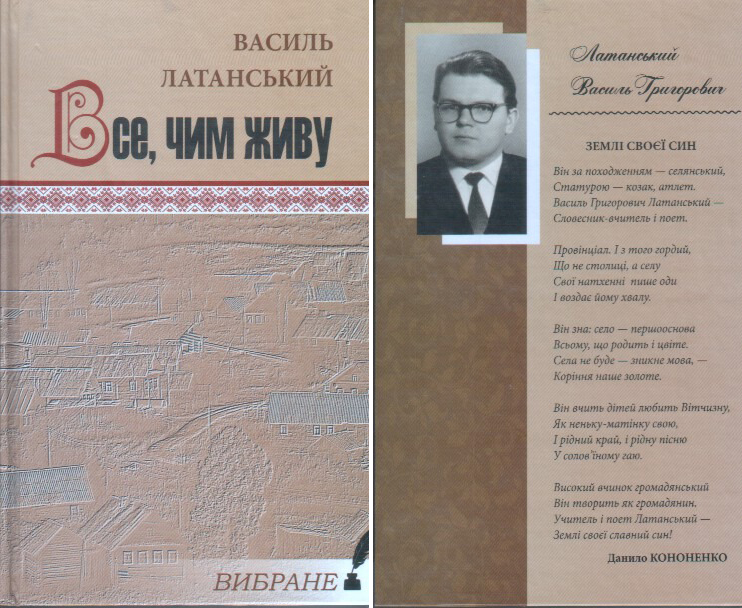 ВАСИЛЬ
ЛАТАНСЬКИЙ
Все, чим живу
ВИБРАНЕ
Латанський
Василь Григорович
ЗЕМЛІ СВОЄЇ СИН
Він за походженням — селянський,
Статурою — козак, атлет.
Василь Григорович Латанський —
Словесник-вчитель і поет.
Провінціал. І з того гордий,
Що не столиці, а селу
Свої натхенні пише оди
І воздає йому хвалу.
Він зна: село — першооснова
Всьому, що родить і цвіте.
Села не буде — зникне мова, —
Коріння наше золоте.
Він вчить дітей любить Вітчизну,
Як неньку-матінку свою,
І рідний край, і рідну пісню
У солов'їному гаю.
Високий вчинок громадянський
Він творить як громадянин.
Учитель і поет Латанський —
Землі своєї славний син!
Данило КОНОНЕНКО